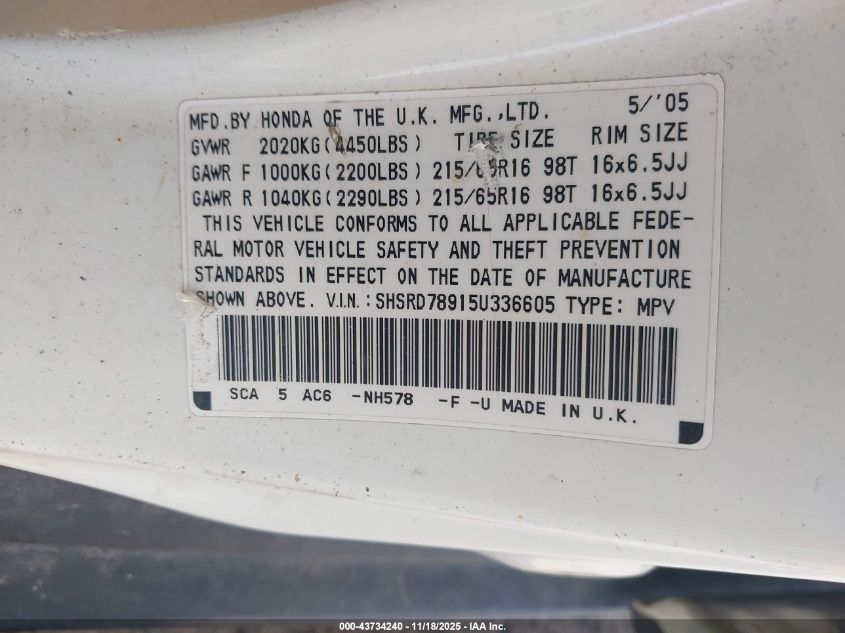 MFD.BY HONDA OF THE U.K. MFG.,LTD. 5/'05
GVWR 2020KG(4450LBS) TIRE SIZE RIM SIZE
GAWR F 1000KG(2200LBS) 215/65R16 98T 16x6.5JJ
GAWR R 1040KG(2290LBS) 215/65R16 98T 16x6.5JJ
THIS VEHICLE CONFORMS TO ALL APPLICABLE FEDE-
RAL MOTOR VEHICLE SAFETY AND THEFT PREVENTION
STANDARDS IN EFFECT ON THE DATE OF MANUFACTURE
SHOWN ABOVE. V.I.N.:SHSRD78915U336605 TYPE: MPV
SCA 5 AC6 -NH578 -F -U MADE IN U.K.
000-43734240 - 11/18/2025 - IAA Inc.